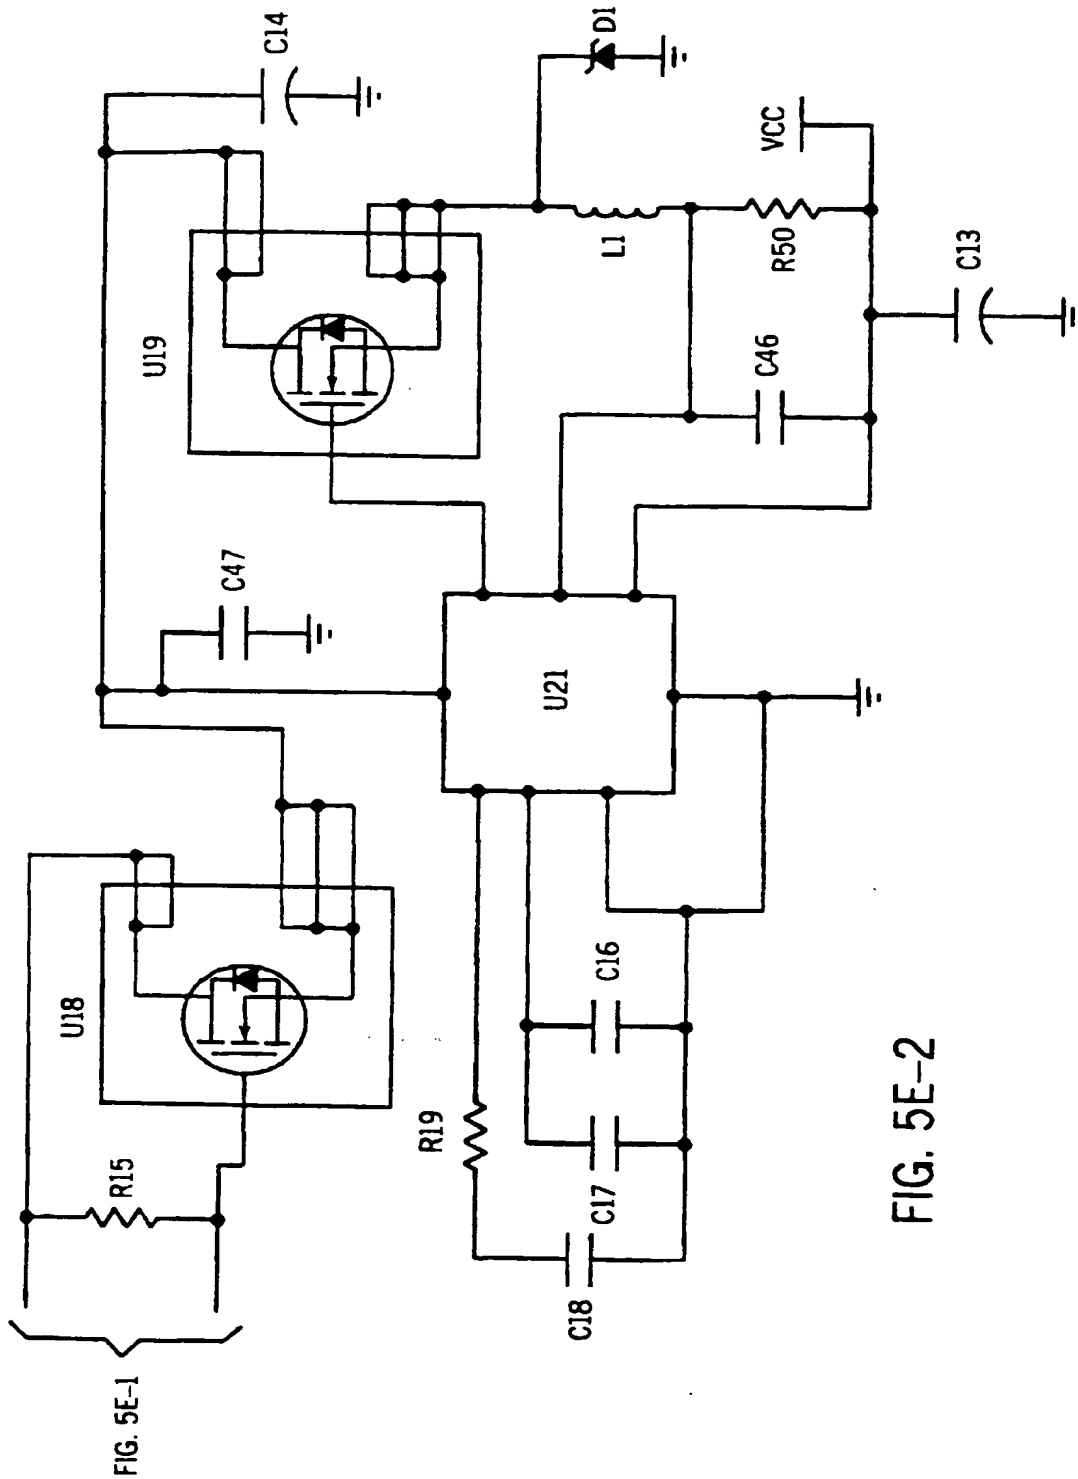 FIG. 5E-1
R15
U18
C47
U19
C14
D1
L1
VCC
R50
C13
C46
U21
R19
C16
C17
C18
FIG. 5E-2